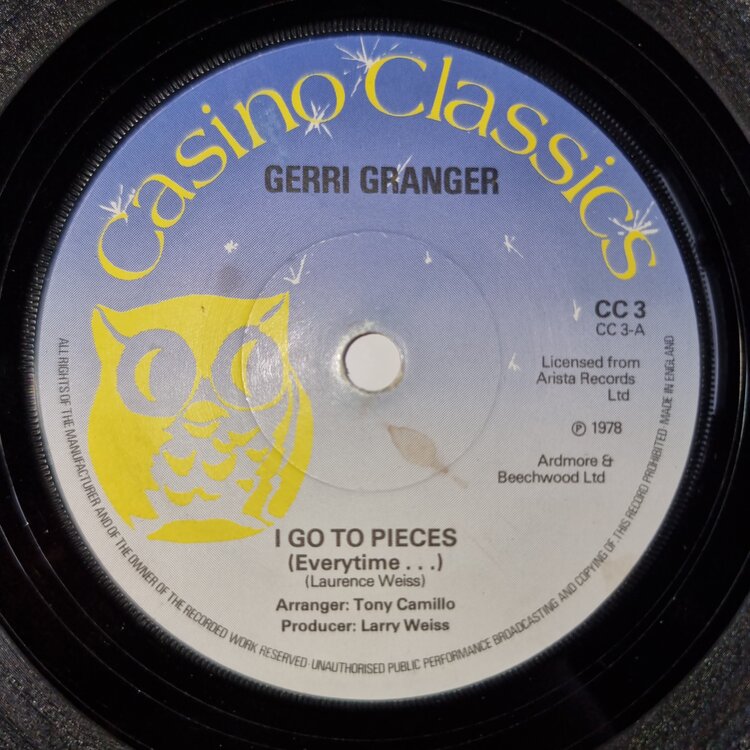 Casino Classics
GERRI GRANGER
CC 3
CC 3-A
Licensed from
Arista Records
Ltd
℗ 1978
Ardmore &
Beechwood Ltd
I GO TO PIECES
(Everytime . . .)
(Laurence Weiss)
Arranger: Tony Camillo
Producer: Larry Weiss
ALL RIGHTS OF THE MANUFACTURER AND OF THE OWNER OF THE RECORDED WORK RESERVED·UNAUTHORISED PUBLIC PERFORMANCE BROADCASTING AND COPYING OF THIS RECORD PROHIBITED·MADE IN ENGLAND